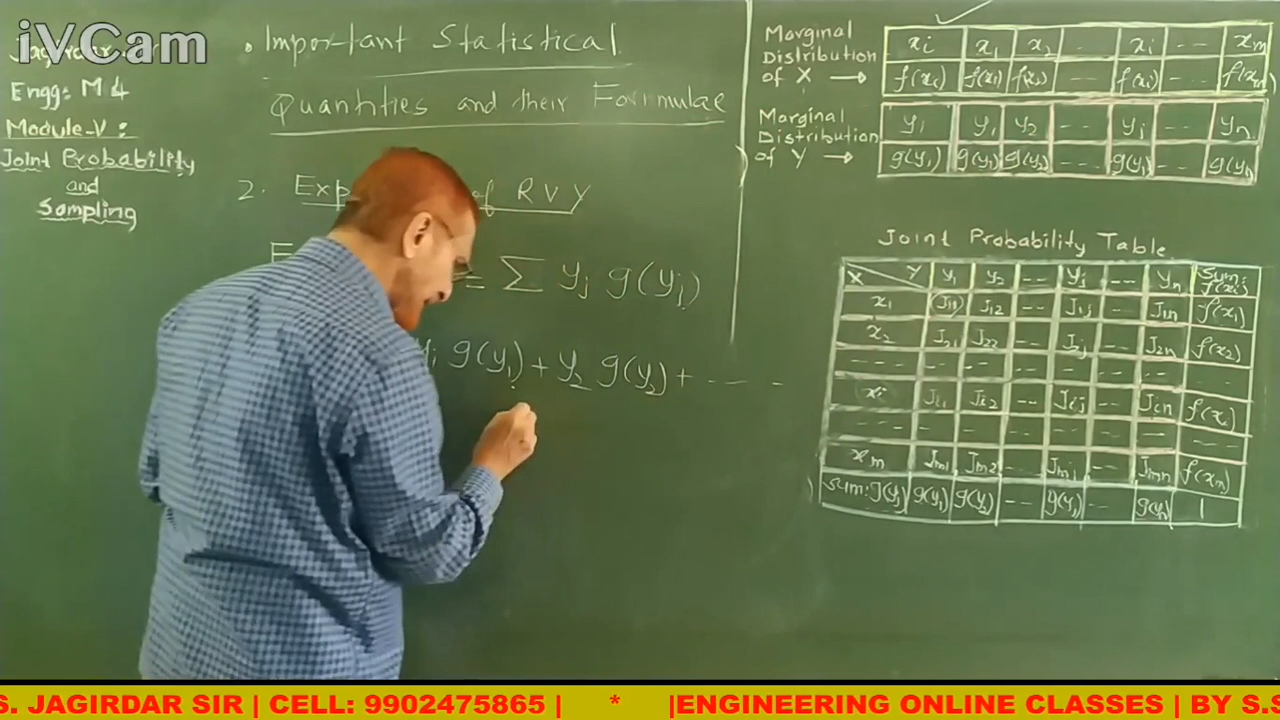 iVCam
Jagirdar
Engg: M 4
Module-V:
Joint Probability
and
Sampling
• Important Statistical
Quantities and their Formulae
2. Exp of RVY
E = ∑ yj g(yj)
g(y1) + y2 g(y2) + -- -- -
Marginal Distribution of X →
xi x1 x2 - - xi -- xm
f(xi) f(x1) f(x2) -- f(xi) -- f(xm)
Marginal Distribution of Y →
yj y1 y2 -- yj -- yn
g(yj) g(y1) g(y2) -- g(yj) -- g(yn)
Joint Probability Table
X Y y1 y2 -- yj -- yn Sum: f(xi)
x1 J11 J12 -- J1j -- J1n f(x1)
x2 J21 J22 -- J2j -- J2n f(x2)
-- -- -- -- -- -- -- --
xi Ji1 Ji2 -- Jij -- Jin f(xi)
-- -- -- -- -- -- -- --
xm Jm1 Jm2 -- Jmj -- Jmn f(xm)
Sum: g(yj) g(y1) g(y2) -- g(yj) -- g(yn) 1
S. JAGIRDAR SIR | CELL: 9902475865 | * |ENGINEERING ONLINE CLASSES | BY S.S